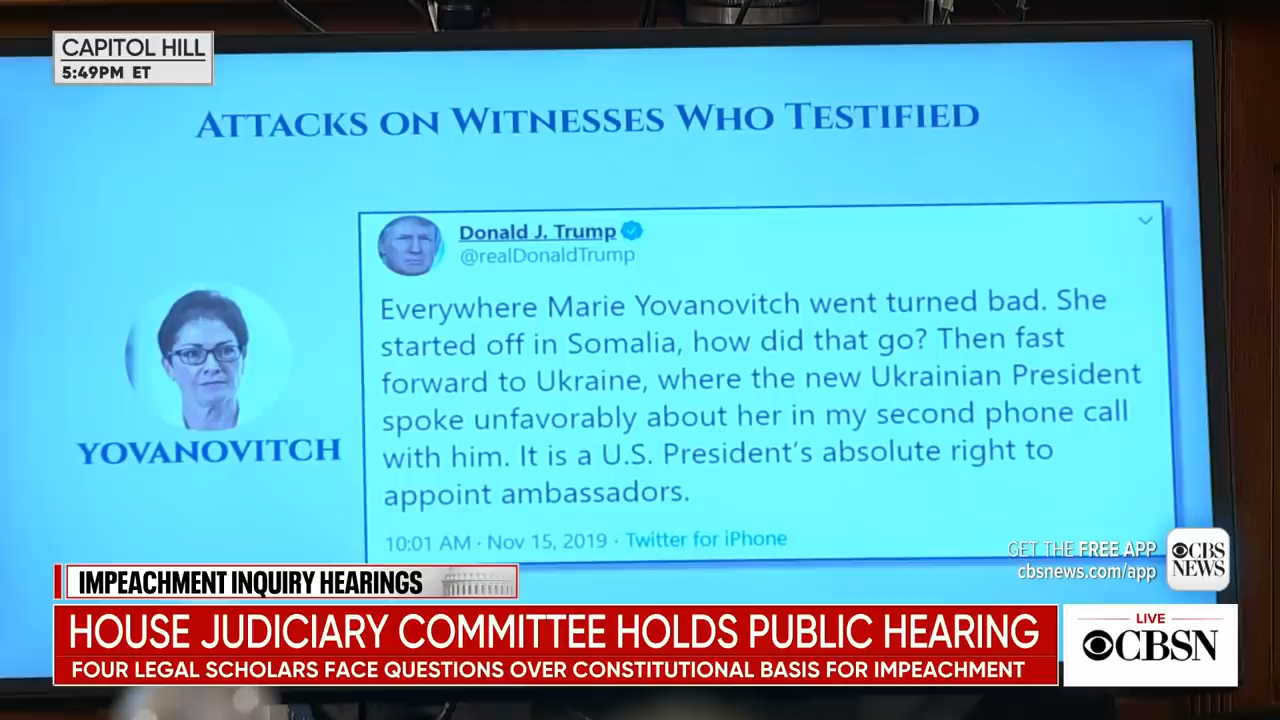 CAPITOL HILL
5:49PM ET
ATTACKS ON WITNESSES WHO TESTIFIED
Donald J. Trump
@realDonaldTrump
Everywhere Marie Yovanovitch went turned bad. She
started off in Somalia, how did that go? Then fast
forward to Ukraine, where the new Ukrainian President
spoke unfavorably about her in my second phone call
with him. It is a U.S. President's absolute right to
appoint ambassadors.
10:01 AM · Nov 15, 2019 · Twitter for iPhone
YOVANOVITCH
GET THE FREE APP
cbsnews.com/app
CBS
NEWS
IMPEACHMENT INQUIRY HEARINGS
HOUSE JUDICIARY COMMITTEE HOLDS PUBLIC HEARING
FOUR LEGAL SCHOLARS FACE QUESTIONS OVER CONSTITUTIONAL BASIS FOR IMPEACHMENT
LIVE
CBSN